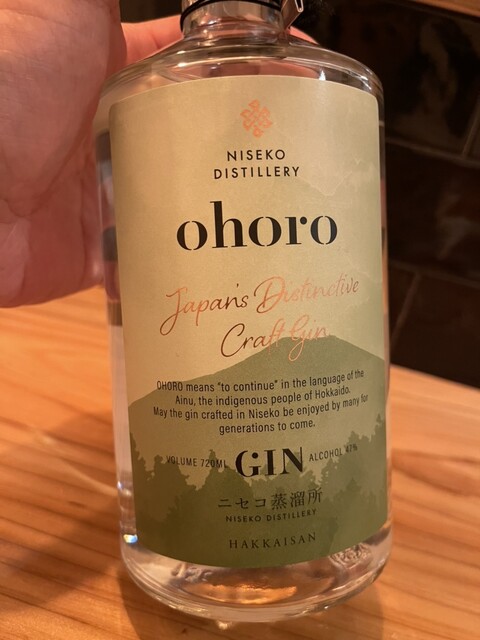 NISEKO
DISTILLERY
ohoro
Japan's Distinctive
Craft Gin
OHORO means "to continue" in the language of the
Ainu, the indigenous people of Hokkaido.
May the gin crafted in Niseko be enjoyed by many for
generations to come.
VOLUME 720ML GIN ALCOHOL 47%
ニセコ蒸溜所
NISEKO DISTILLERY
HAKKAISAN